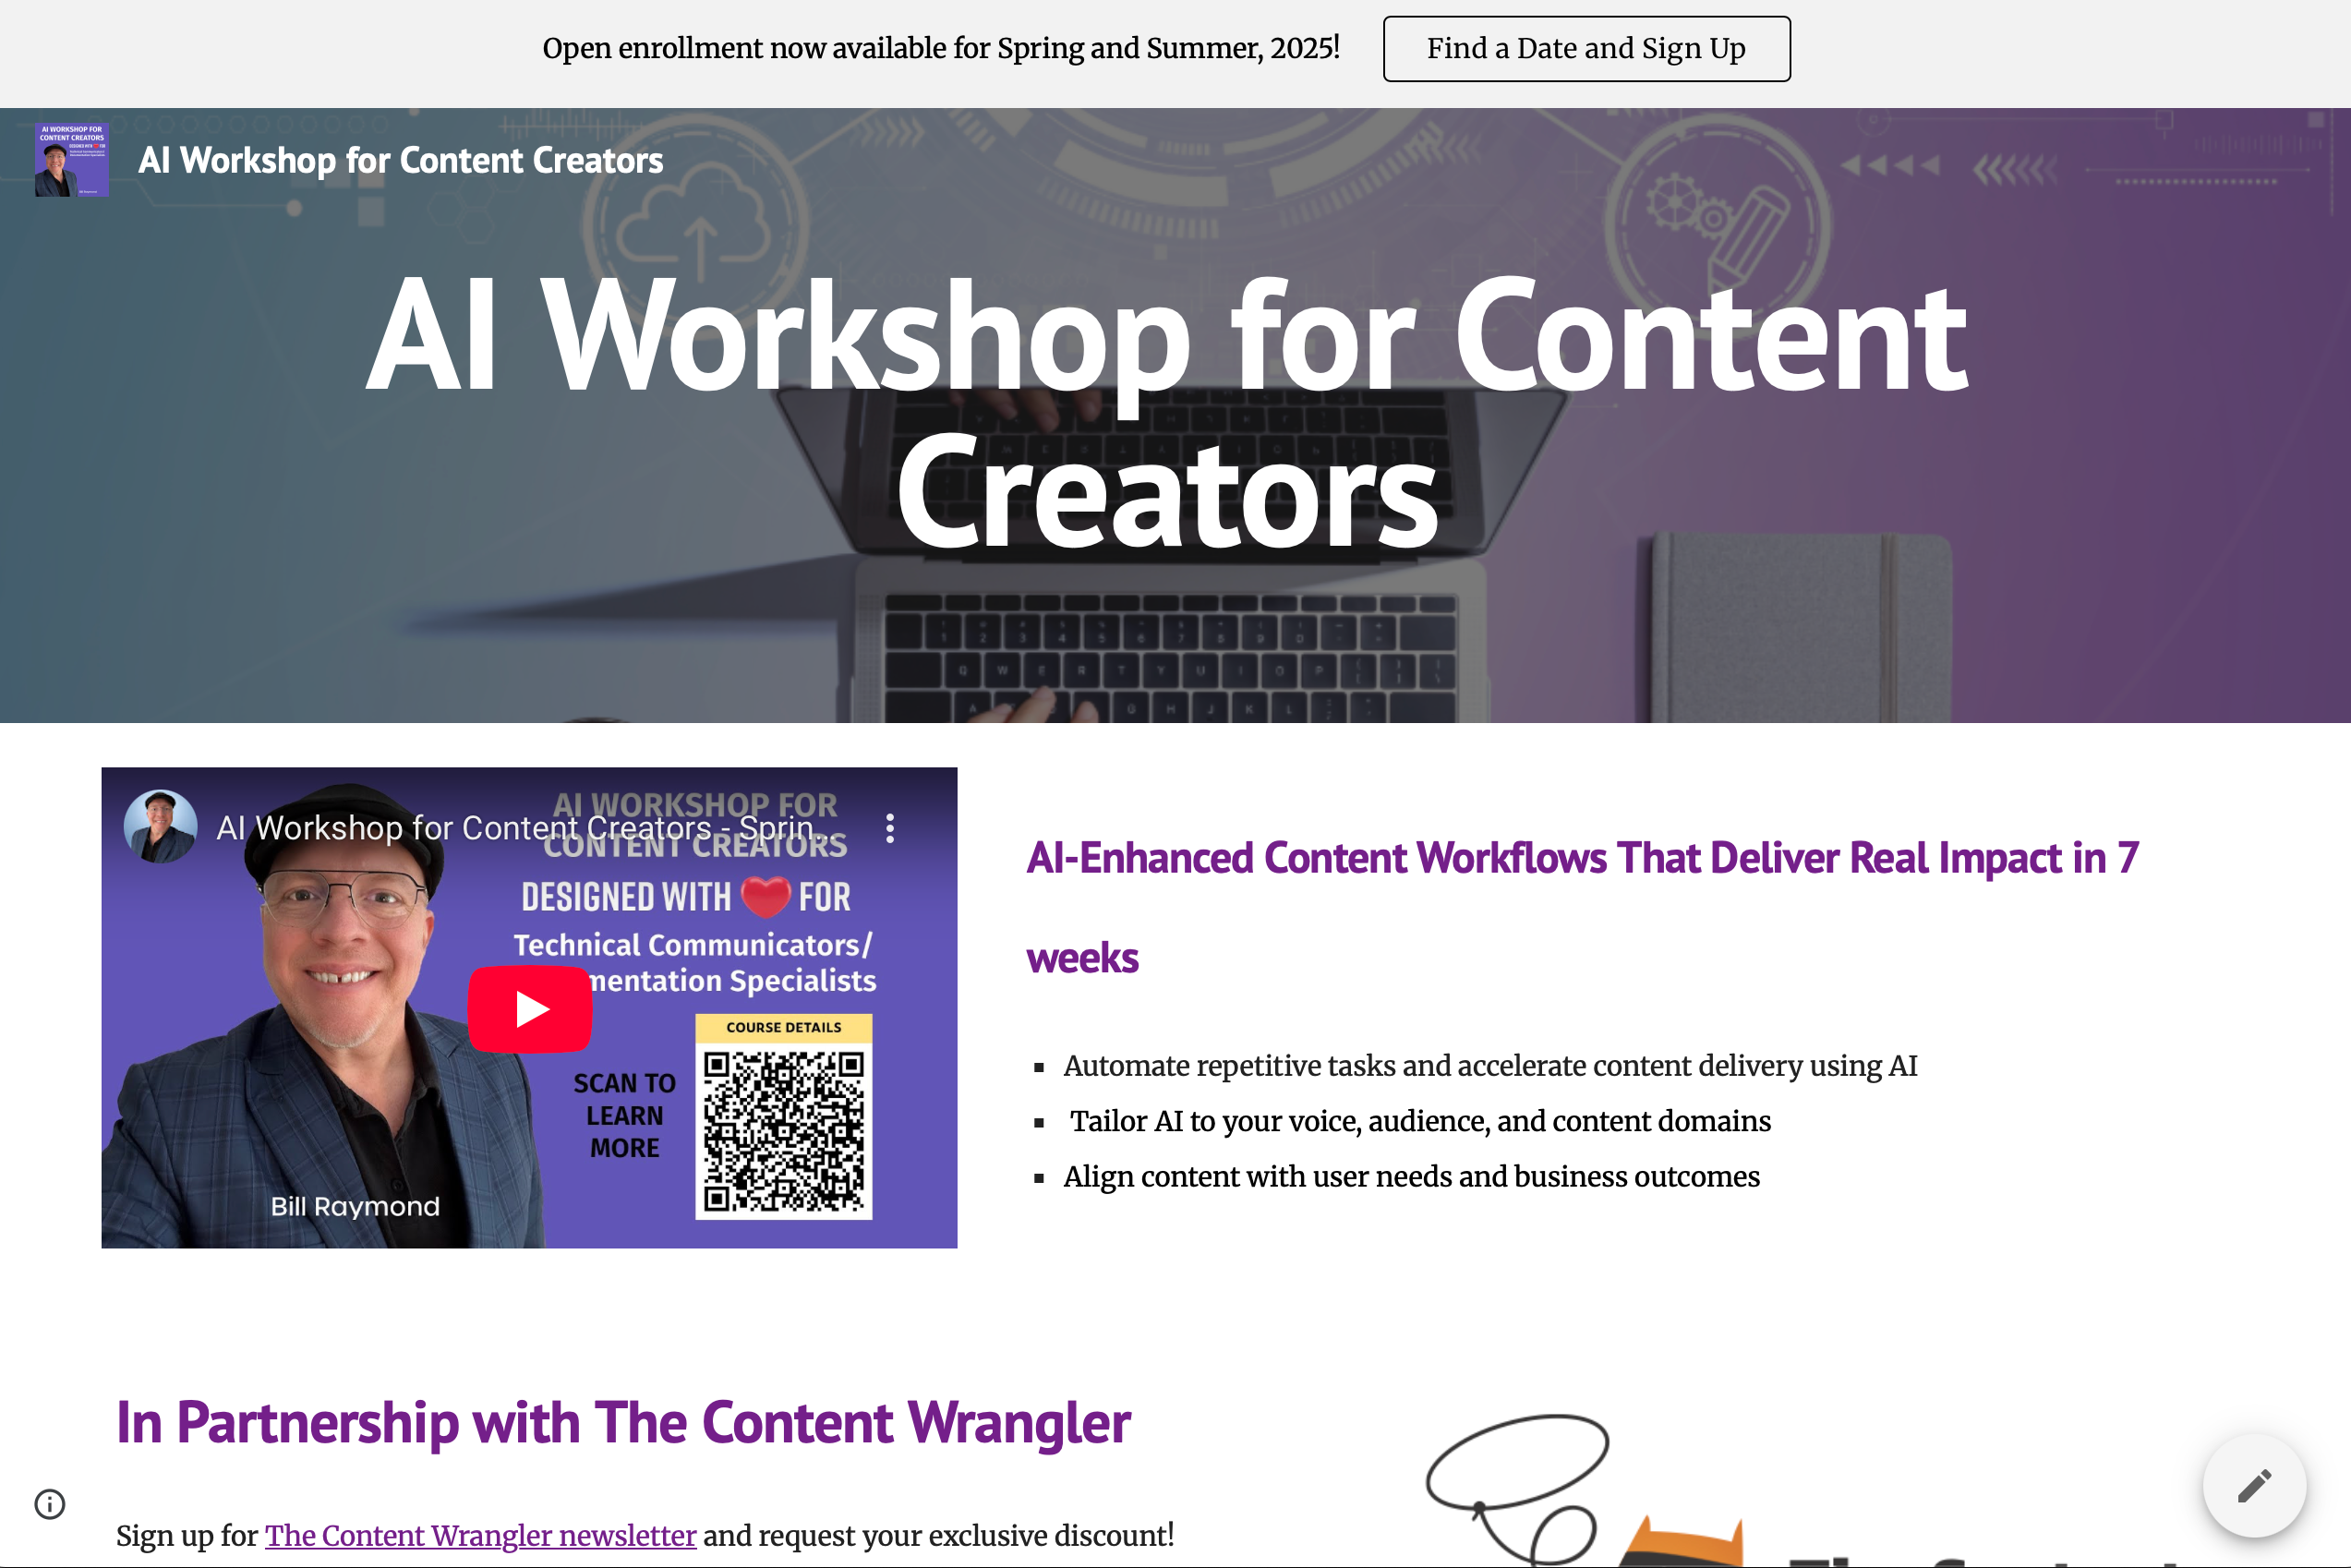 Open enrollment now available for Spring and Summer, 2025!
Find a Date and Sign Up
AI WORKSHOP FOR
CONTENT CREATORS
AI Workshop for Content Creators
AI Workshop for Content
Creators
AI Workshop for Content Creators - Sprin...
AI WORKSHOP FOR
CONTENT CREATORS
DESIGNED WITH ❤ FOR
Technical Communicators/
mentation Specialists
COURSE DETAILS
SCAN TO
LEARN
MORE
Bill Raymond
AI-Enhanced Content Workflows That Deliver Real Impact in 7
weeks
▪ Automate repetitive tasks and accelerate content delivery using AI
▪ Tailor AI to your voice, audience, and content domains
▪ Align content with user needs and business outcomes
In Partnership with The Content Wrangler
Sign up for The Content Wrangler newsletter and request your exclusive discount!